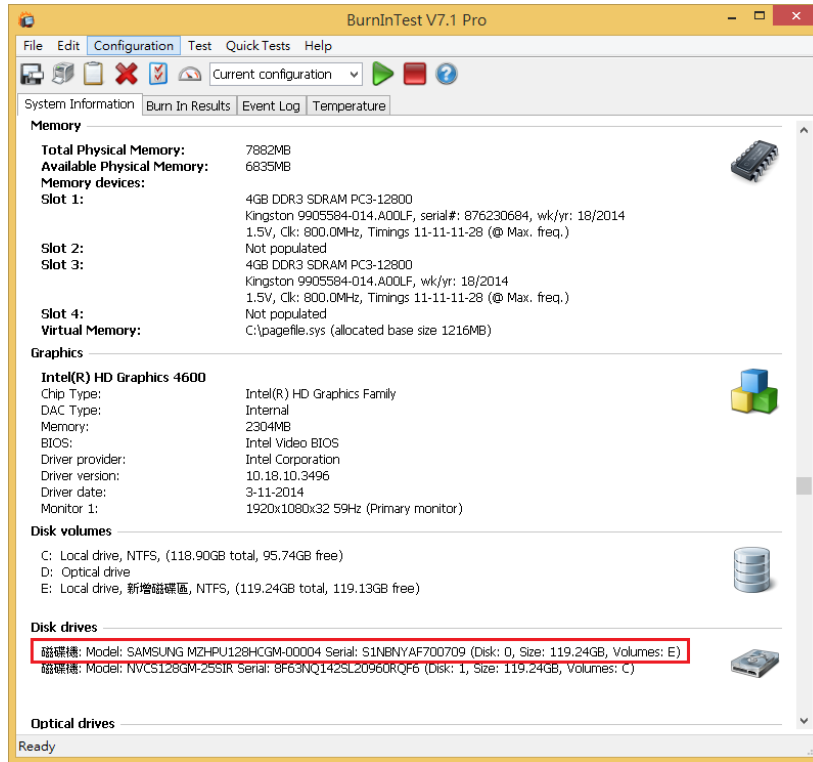 BurnInTest V7.1 Pro
File Edit Configuration Test Quick Tests Help
Current configuration
System Information Burn In Results Event Log Temperature
Memory
Total Physical Memory: 7882MB
Available Physical Memory: 6835MB
Memory devices:
Slot 1: 4GB DDR3 SDRAM PC3-12800
Kingston 9905584-014.A00LF, serial#: 876230684, wk/yr: 18/2014
1.5V, Clk: 800.0MHz, Timings 11-11-11-28 (@ Max. freq.)
Slot 2: Not populated
Slot 3: 4GB DDR3 SDRAM PC3-12800
Kingston 9905584-014.A00LF, wk/yr: 18/2014
1.5V, Clk: 800.0MHz, Timings 11-11-11-28 (@ Max. freq.)
Slot 4: Not populated
Virtual Memory: C:\pagefile.sys (allocated base size 1216MB)
Graphics
Intel(R) HD Graphics 4600
Chip Type: Intel(R) HD Graphics Family
DAC Type: Internal
Memory: 2304MB
BIOS: Intel Video BIOS
Driver provider: Intel Corporation
Driver version: 10.18.10.3496
Driver date: 3-11-2014
Monitor 1: 1920x1080x32 59Hz (Primary monitor)
Disk volumes
C: Local drive, NTFS, (118.90GB total, 95.74GB free)
D: Optical drive
E: Local drive, 新增磁碟區, NTFS, (119.24GB total, 119.13GB free)
Disk drives
磁碟機: Model: SAMSUNG MZHPU128HCGM-00004 Serial: S1NBNYAF700709 (Disk: 0, Size: 119.24GB, Volumes: E)
磁碟機: Model: NVCS128GM-25SIR Serial: 8F63NQ142SL20960RQF6 (Disk: 1, Size: 119.24GB, Volumes: C)
Optical drives
Ready